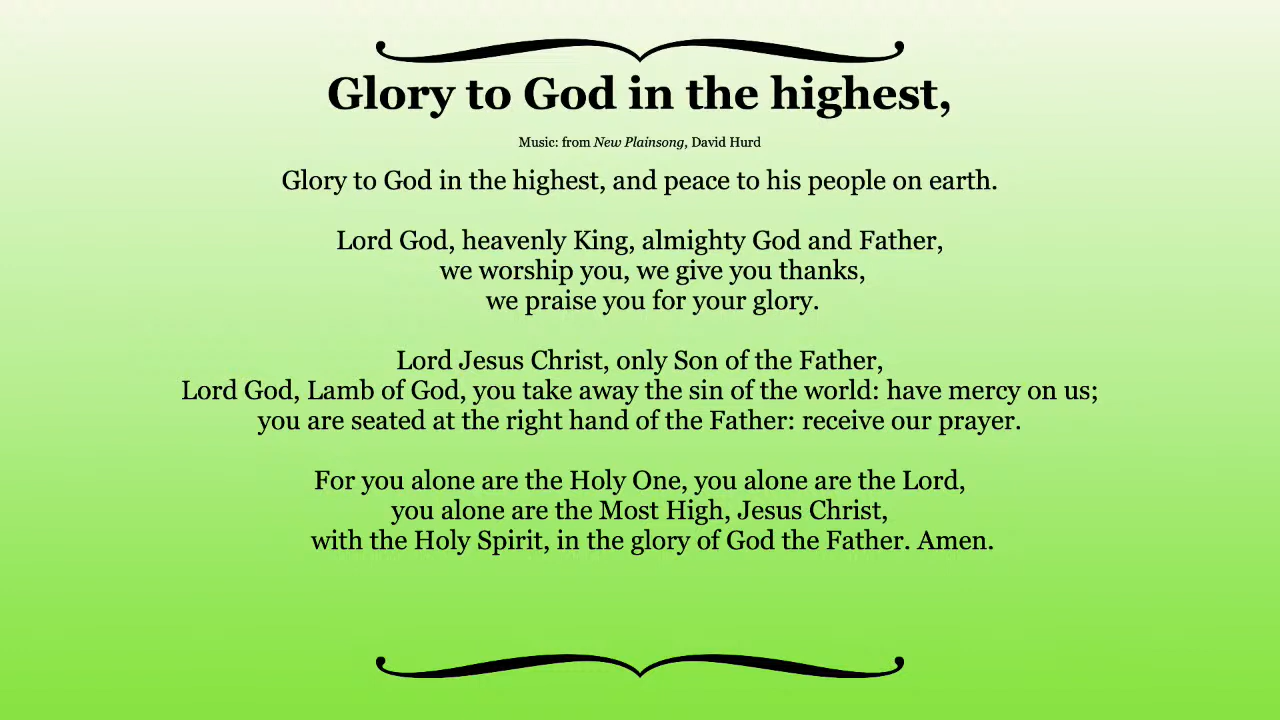 Glory to God in the highest,
Music: from New Plainsong, David Hurd
Glory to God in the highest, and peace to his people on earth.
Lord God, heavenly King, almighty God and Father,
we worship you, we give you thanks,
we praise you for your glory.
Lord Jesus Christ, only Son of the Father,
Lord God, Lamb of God, you take away the sin of the world: have mercy on us;
you are seated at the right hand of the Father: receive our prayer.
For you alone are the Holy One, you alone are the Lord,
you alone are the Most High, Jesus Christ,
with the Holy Spirit, in the glory of God the Father. Amen.